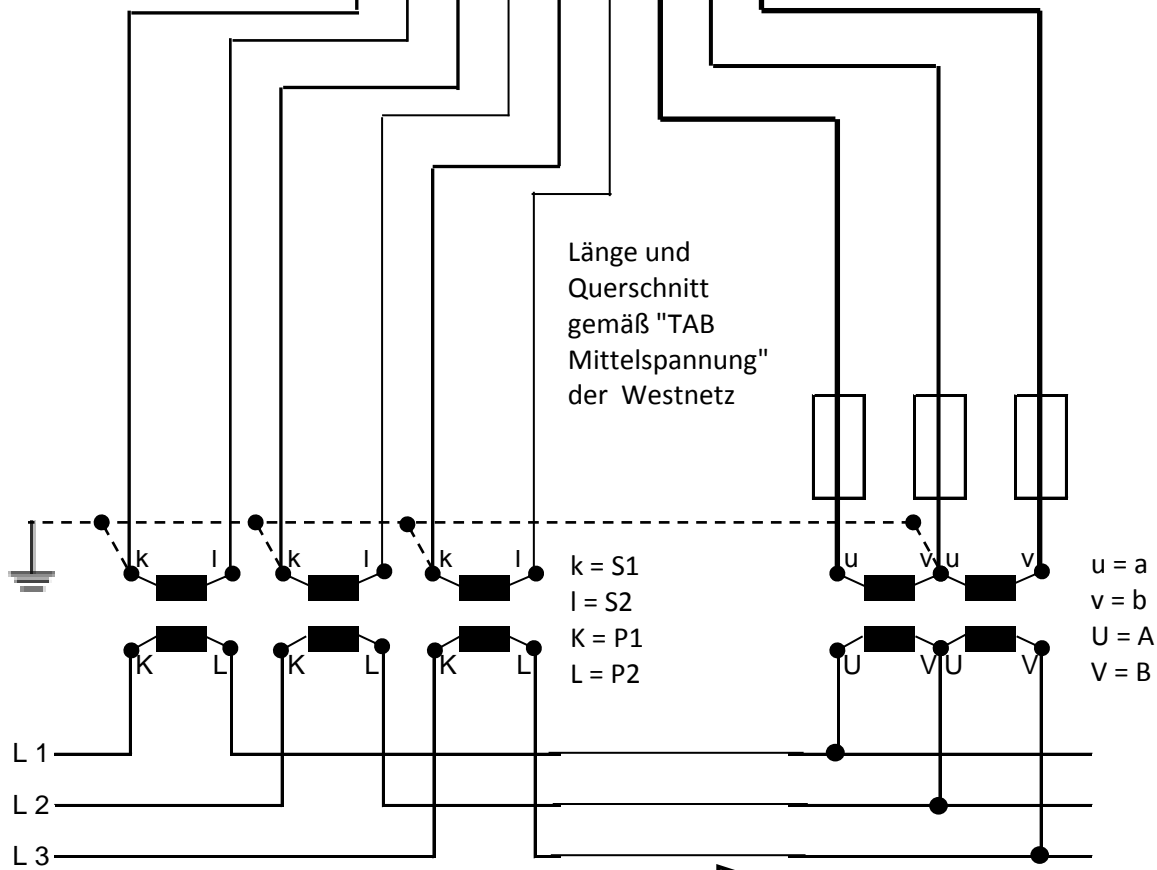 Länge und
Querschnitt
gemäß "TAB
Mittelspannung"
der Westnetz
k l k l k l u v u v
k = S1
l = S2
K = P1
L = P2
u = a
v = b
U = A
V = B
K L K L K L U V U V
L 1
L 2
L 3